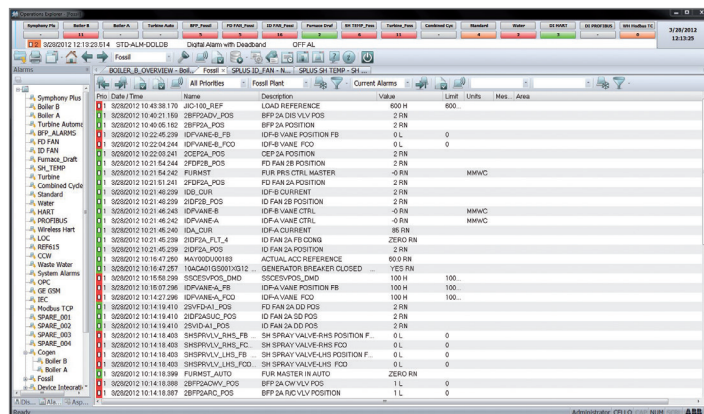 Operations Explorer - Fossil
Symphony Plus Boiler B Boiler A Turbine Auto BFP_Fossil FD FAN_Foss ID FAN_Foss Furnace Draf SH TEMP_Foss Turbine_Foss Combined Cyc Standard Water DI HART DI PROFIBUS WH Modbus TC
3/28/2012
12:13:25
D2 3/28/2012 12:13:23.514 STD-ALM-DOLDB Digital Alarm with Deadband OFF AL
Fossil
Alarms
BOILER_B_OVERVIEW - Boil... Fossil SPLUS ID_FAN - N... SPLUS SH TEMP - SH ...
All Priorities Fossil Plant Current Alarms
Prio Date / Time Name Description Value Limit Units Mes... Area
1 3/28/2012 10:43:38.170 JIC-100_REF LOAD REFERENCE 600 H 600...
1 3/28/2012 10:40:21.159 2BFP2ADV_POS BFP 2A DIS VLV POS 2 RN
1 3/28/2012 10:40:05.162 2BFP2A_POS BFP 2A POSITION 2 RN
1 3/28/2012 10:22:45.239 IDFVANE-B_FB IDF-B VANE POSITION FB 0 L 0
1 3/28/2012 10:22:04.244 IDFVANE-B_FCO IDF-B VANE FCO 0 L 0
1 3/28/2012 10:22:03.241 2CEP2A_POS CEP 2A POSITION 2 RN
1 3/28/2012 10:21:54.244 2FDF2B_POS FD FAN 2B POSITION 2 RN
1 3/28/2012 10:21:54.242 FURMST FUR PRS CTRL MASTER -0 RN MMWC
1 3/28/2012 10:21:51.241 2FDF2A_POS FD FAN 2A POSITION 2 RN
1 3/28/2012 10:21:48.239 IDB_CUR IDF-B CURRENT 2 RN
1 3/28/2012 10:21:48.239 2IDF2B_POS ID FAN 2B POSITION 2 RN
1 3/28/2012 10:21:46.243 IDFVANE-B IDF-B VANE CTRL -0 RN MMWC
1 3/28/2012 10:21:46.242 IDFVANE-A IDF-A VANE CTRL -0 RN MMWC
1 3/28/2012 10:21:45.240 IDA_CUR IDF-A CURRENT 85 RN
1 3/28/2012 10:21:45.239 2IDF2A_FLT_4 ID FAN 2A FB CONG ZERO RN
1 3/28/2012 10:21:45.239 2IDF2A_POS ID FAN 2A POSITION 2 RN
1 3/28/2012 10:16:47.260 MAY00DU00183 ACTUAL ACC REFERENCE 60.0 RN
1 3/28/2012 10:16:47.257 10ACA01GS001XG12 ... GENERATOR BREAKER CLOSED ... YES RN
1 3/28/2012 10:15:58.299 SSCESVPOS_DMD SSCESVPOS_DMD 100 H 100...
1 3/28/2012 10:15:07.296 IDFVANE-A_FB IDF-A VANE POSITION FB 100 H 100...
1 3/28/2012 10:14:27.296 IDFVANE-A_FCO IDF-A VANE FCO 100 H 100...
1 3/28/2012 10:14:19.410 2SVFD-A1_POS FD FAN 2A DD POS 2 RN
1 3/28/2012 10:14:19.410 2IDF2ASUC_POS ID FAN 2A SD POS 2 RN
1 3/28/2012 10:14:19.410 2SVID-A1_POS ID FAN 2A DD POS 2 RN
1 3/28/2012 10:14:18.403 SHSPRVLV_RHS_FB ... SH SPRAY VALVE-RHS POSITION F... 0 L 0
1 3/28/2012 10:14:18.403 SHSPRVLV_RHS_FC... SH SPRAY VALVE-RHS FCO 0 L 0
1 3/28/2012 10:14:18.403 SHSPRVLV_LHS_FB ... SH SPRAY VALVE-LHS POSITION F... 0 L 0
1 3/28/2012 10:14:18.403 SHSPRVLV_LHS_FCO... SH SPRAY VALVE-LHS FCO 0 L 0
1 3/28/2012 10:14:18.399 FURMST_AUTO FUR MASTER IN AUTO ZERO RN
1 3/28/2012 10:14:18.388 2BFP2ACWV_POS BFP 2A CW VLV POS 1 L 0
1 3/28/2012 10:14:18.387 2BFP2ARC_POS BFP 2A R/C VLV POSITION 1 L 0
Symphony Plus
Boiler B
Boiler A
Turbine Automa
BFP_ALARMS
FD FAN
ID FAN
Furnace_Draft
SH_TEMP
Turbine
Combined Cycle
Standard
Water
HART
PROFIBUS
Wireless Hart
LOC
REF615
CCW
Waste Water
System Alarms
OPC
GE GSM
IEC
Modbus TCP
SPARE_001
SPARE_002
SPARE_003
SPARE_004
Cogen
Boiler B
Boiler A
Fossil
Device Integrati
Dis... Ala... Asp...
Ready Administrator CELLO CAP NUM SCRL ABB